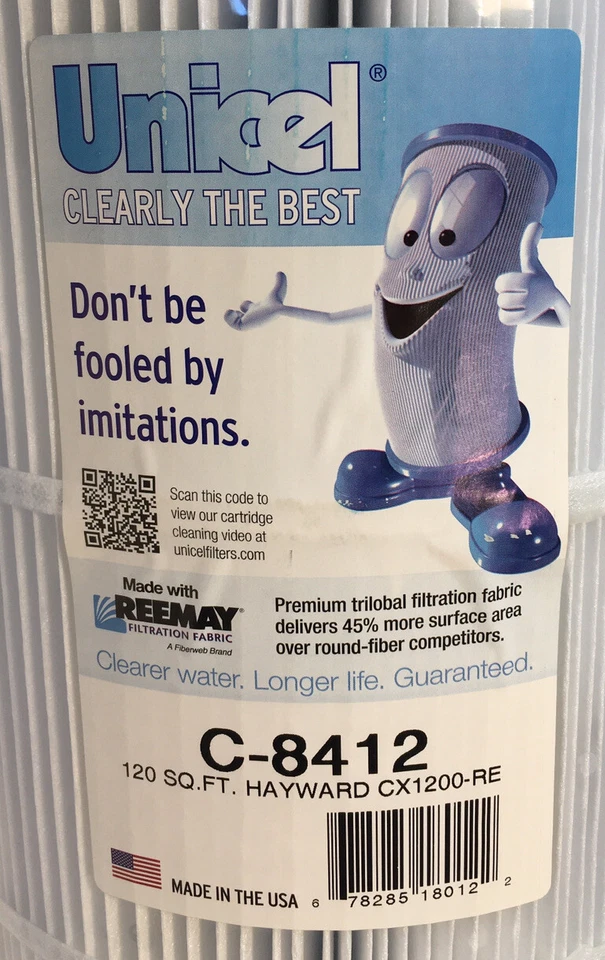 Unicel®
CLEARLY THE BEST
Don't be
fooled by
imitations.
Scan this code to
view our cartridge
cleaning video at
unicelfilters.com
Made with
REEMAY®
FILTRATION FABRIC
A Fiberweb Brand
Premium trilobal filtration fabric
delivers 45% more surface area
over round-fiber competitors.
Clearer water. Longer life. Guaranteed.
C-8412
120 SQ.FT. HAYWARD CX1200-RE
MADE IN THE USA
6 78285 18012 2